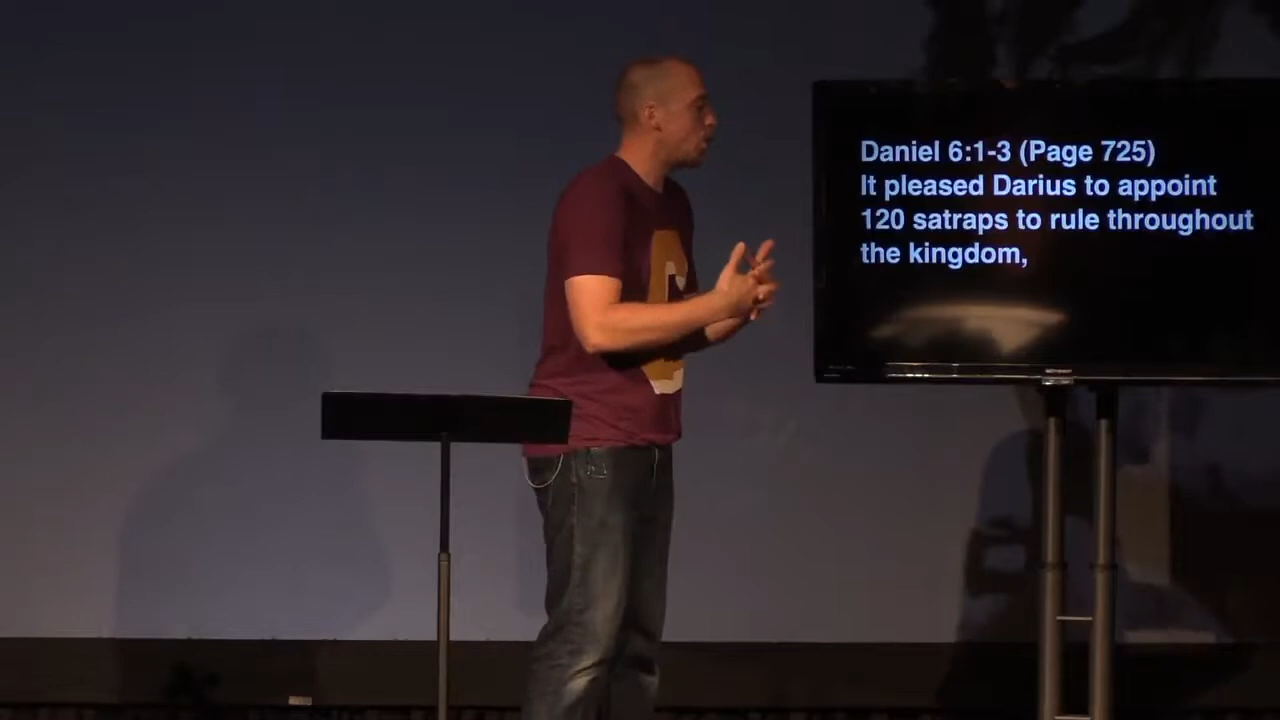 Daniel 6:1-3 (Page 725)
It pleased Darius to appoint
120 satraps to rule throughout
the kingdom,